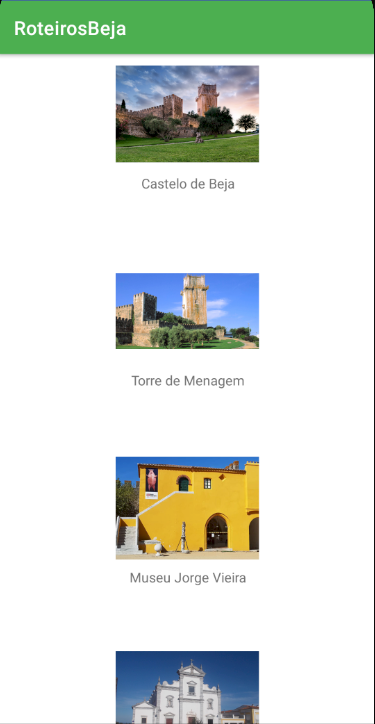 RoteirosBeja
Castelo de Beja
Torre de Menagem
Museu Jorge Vieira